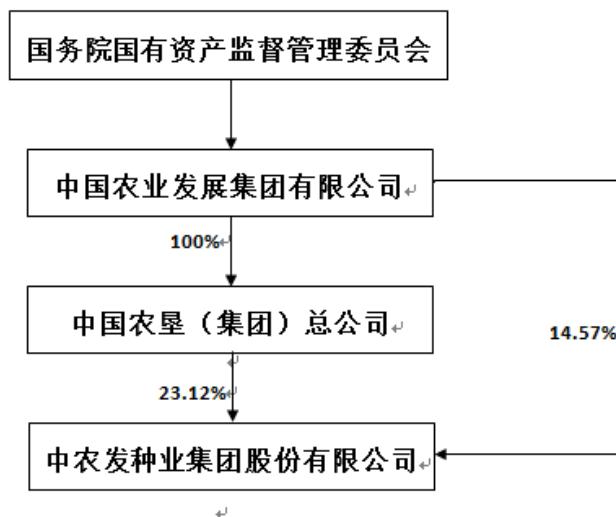 国务院国有资产监督管理委员会
中国农业发展集团有限公司
100%
中国农垦（集团）总公司
14.57%
23.12%
中农发种业集团股份有限公司